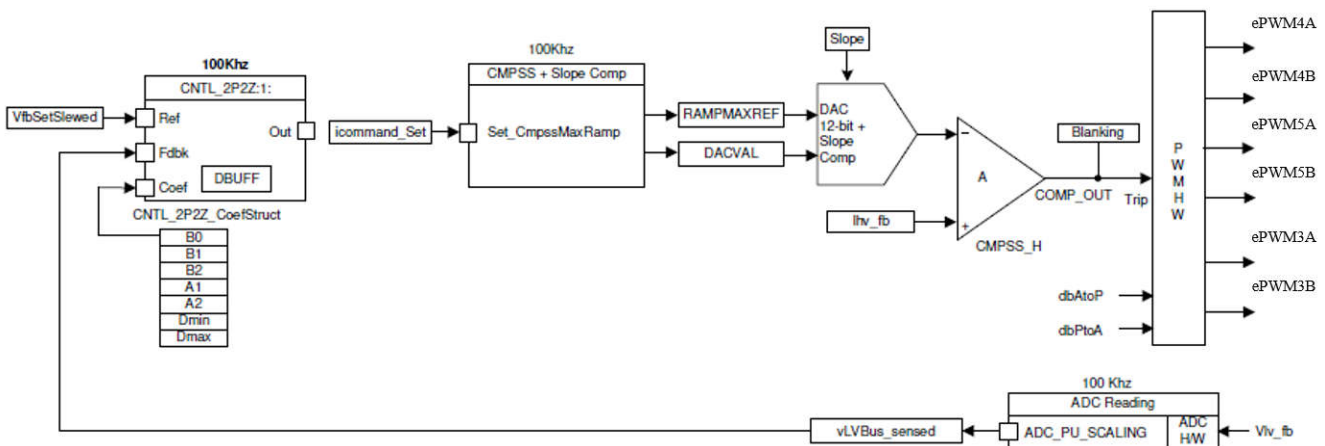 100Khz
CNTL_2P2Z:1:
VfbSetSlewed
Ref
Out
Fdbk
DBUFF
Coef
CNTL_2P2Z_CoefStruct
B0
B1
B2
A1
A2
Dmin
Dmax
100Khz
CMPSS + Slope Comp
icommand_Set
Set_CmpssMaxRamp
RAMPMAXREF
DACVAL
Slope
DAC
12-bit +
Slope
Comp
−
A
+
Ihv_fb
CMPSS_H
Blanking
COMP_OUT
Trip
P
W
M
H
W
dbAtoP
dbPtoA
ePWM4A
ePWM4B
ePWM5A
ePWM5B
ePWM3A
ePWM3B
100 Khz
ADC Reading
vLVBus_sensed
ADC_PU_SCALING
ADC
H/W
Vlv_fb